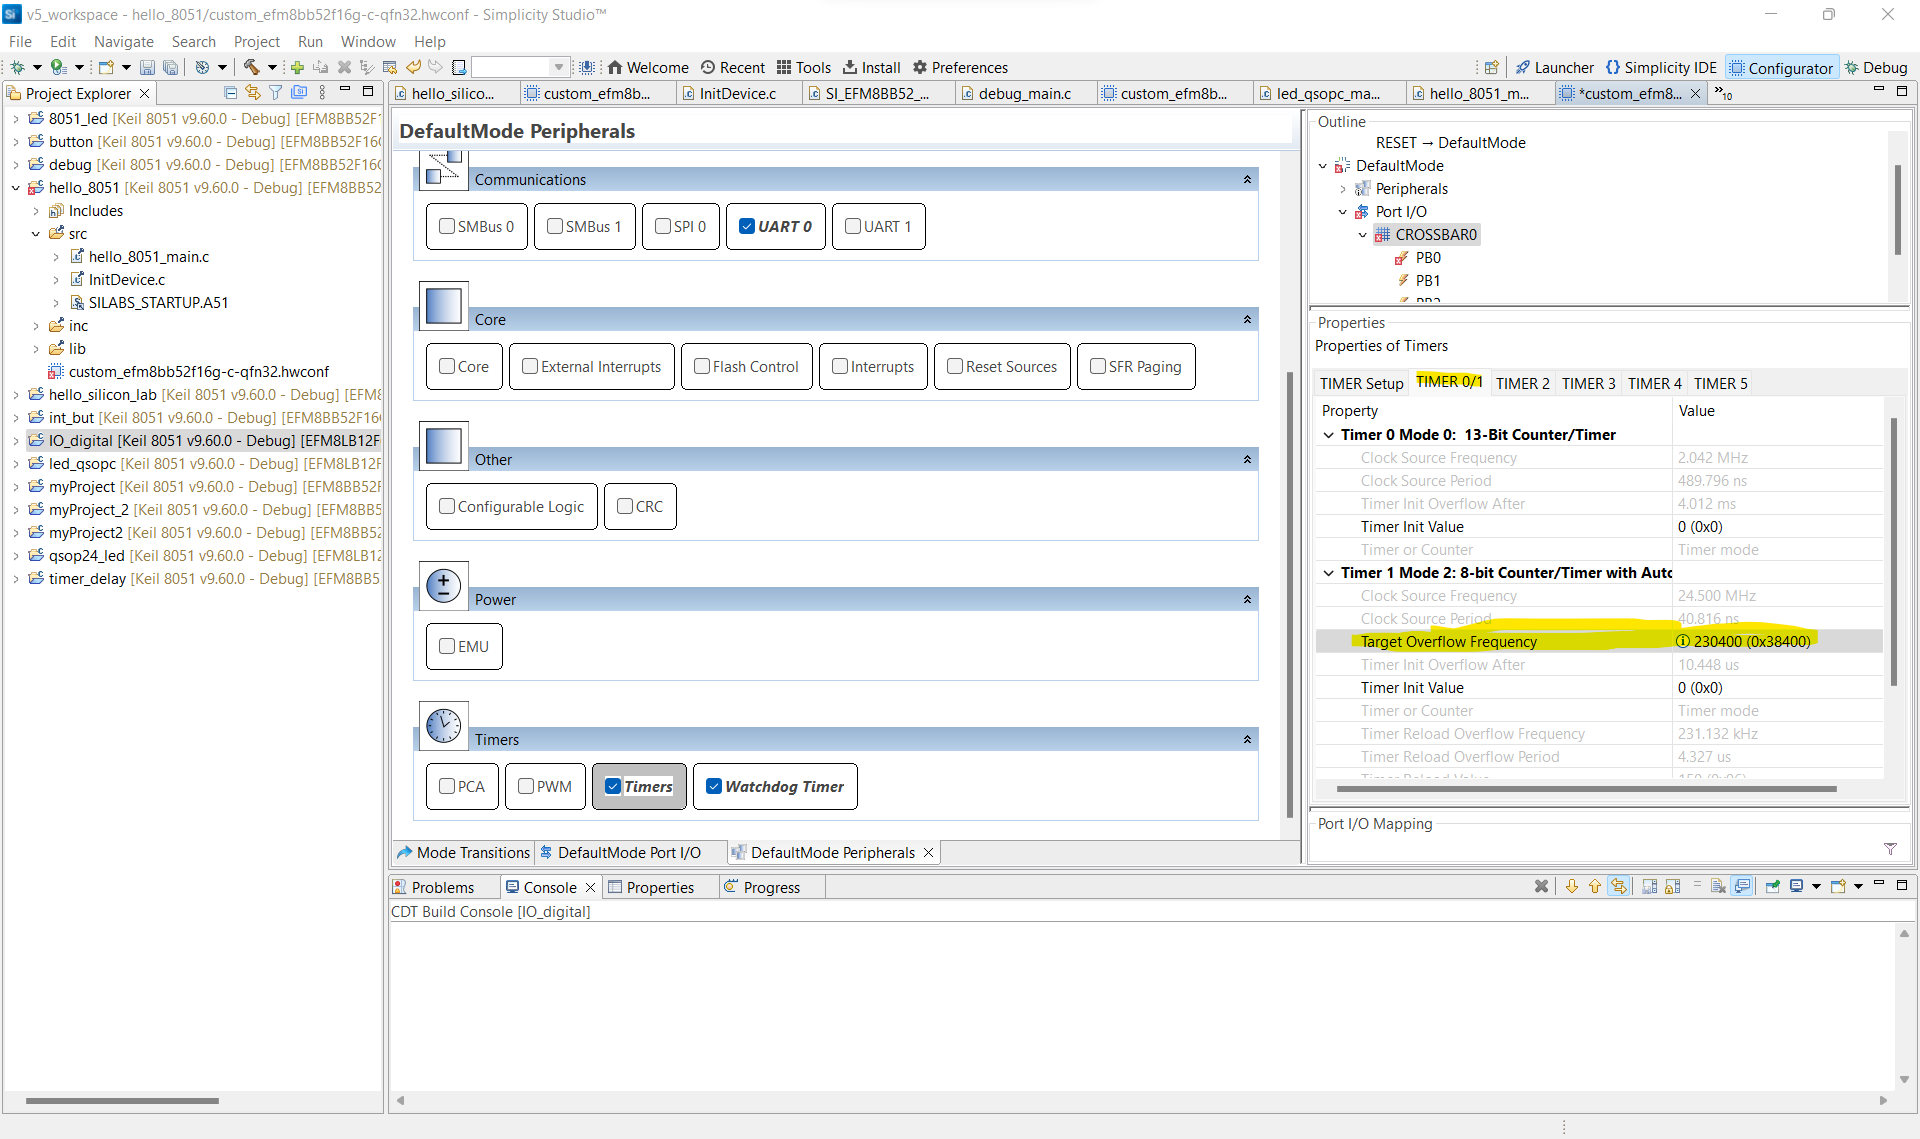 v5_workspace - hello_8051/custom_efm8bb52f16g-c-qfn32.hwconf - Simplicity Studio™
File Edit Navigate Search Project Run Window Help
Welcome Recent Tools Install Preferences Launcher Simplicity IDE Configurator Debug
Project Explorer
8051_led [Keil 8051 v9.60.0 - Debug] [EFM8BB52F1
button [Keil 8051 v9.60.0 - Debug] [EFM8BB52F16(
debug [Keil 8051 v9.60.0 - Debug] [EFM8BB52F16(
hello_8051 [Keil 8051 v9.60.0 - Debug] [EFM8BB52
Includes
src
hello_8051_main.c
InitDevice.c
SILABS_STARTUP.A51
inc
lib
custom_efm8bb52f16g-c-qfn32.hwconf
hello_silicon_lab [Keil 8051 v9.60.0 - Debug] [EFM8
int_but [Keil 8051 v9.60.0 - Debug] [EFM8BB52F16(
IO_digital [Keil 8051 v9.60.0 - Debug] [EFM8LB12F
led_qsopc [Keil 8051 v9.60.0 - Debug] [EFM8LB12F
myProject [Keil 8051 v9.60.0 - Debug] [EFM8BB52F
myProject_2 [Keil 8051 v9.60.0 - Debug] [EFM8BB5
myProject2 [Keil 8051 v9.60.0 - Debug] [EFM8BB52
qsop24_led [Keil 8051 v9.60.0 - Debug] [EFM8LB12
timer_delay [Keil 8051 v9.60.0 - Debug] [EFM8BB5
hello_silico... custom_efm8b... InitDevice.c SI_EFM8BB52_... debug_main.c custom_efm8b... led_qsopc_ma... hello_8051_m... *custom_efm8... »10
DefaultMode Peripherals
Communications
SMBus 0 SMBus 1 SPI 0 UART 0 UART 1
Core
Core External Interrupts Flash Control Interrupts Reset Sources SFR Paging
Other
Configurable Logic CRC
Power
EMU
Timers
PCA PWM Timers Watchdog Timer
Mode Transitions DefaultMode Port I/O DefaultMode Peripherals
Outline
RESET → DefaultMode
DefaultMode
Peripherals
Port I/O
CROSSBAR0
PB0
PB1
PB2
Properties
Properties of Timers
TIMER Setup TIMER 0/1 TIMER 2 TIMER 3 TIMER 4 TIMER 5
Property Value
Timer 0 Mode 0: 13-Bit Counter/Timer
Clock Source Frequency 2.042 MHz
Clock Source Period 489.796 ns
Timer Init Overflow After 4.012 ms
Timer Init Value 0 (0x0)
Timer or Counter Timer mode
Timer 1 Mode 2: 8-bit Counter/Timer with Auto
Clock Source Frequency 24.500 MHz
Clock Source Period 40.816 ns
Target Overflow Frequency 230400 (0x38400)
Timer Init Overflow After 10.448 us
Timer Init Value 0 (0x0)
Timer or Counter Timer mode
Timer Reload Overflow Frequency 231.132 kHz
Timer Reload Overflow Period 4.327 us
Timer Reload Value 150 (0x96)
Port I/O Mapping
Problems Console Properties Progress
CDT Build Console [IO_digital]